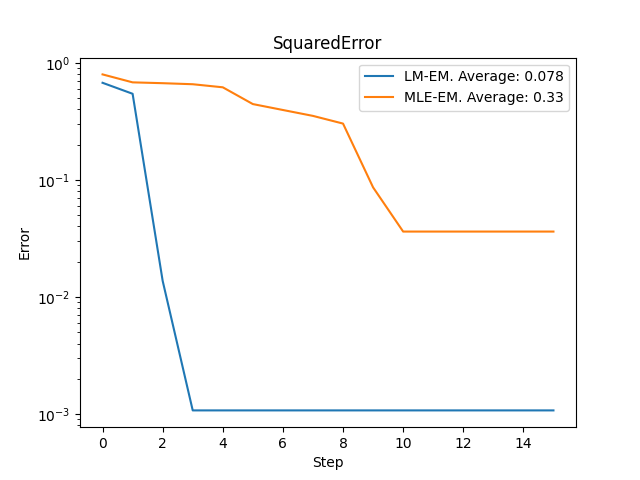 SquaredError
LM-EM. Average: 0.078
MLE-EM. Average: 0.33
10⁰
10⁻¹
10⁻²
10⁻³
Error
0 2 4 6 8 10 12 14
Step